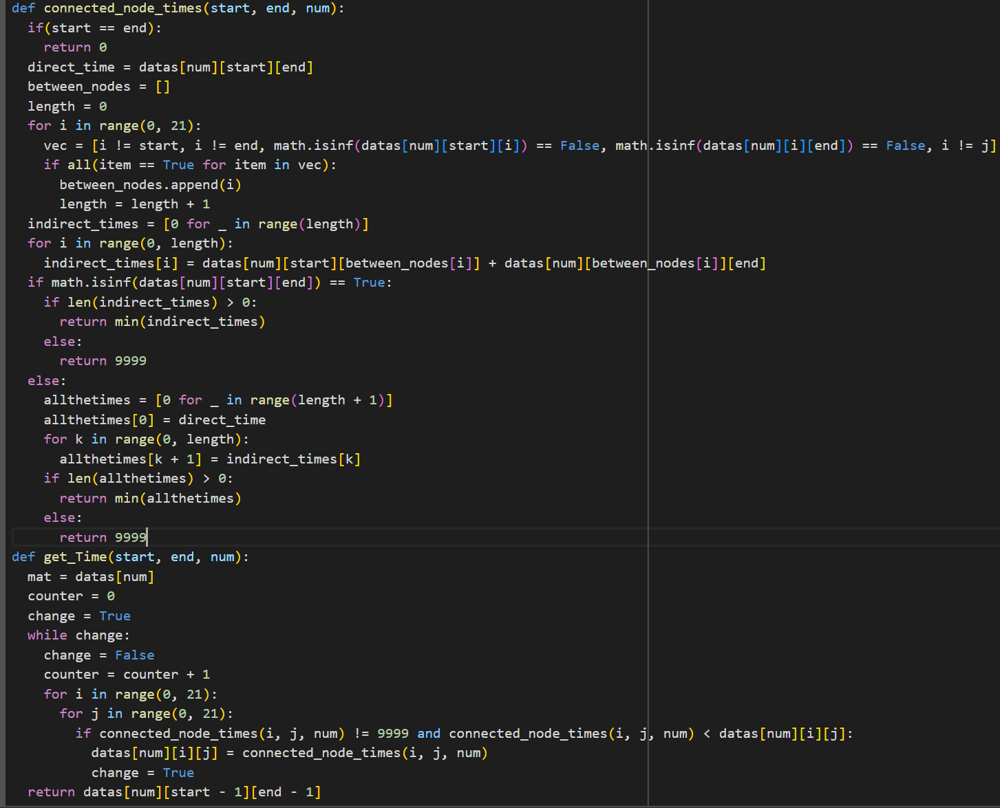 def connected_node_times(start, end, num):
  if(start == end):
    return 0
  direct_time = datas[num][start][end]
  between_nodes = []
  length = 0
  for i in range(0, 21):
    vec = [i != start, i != end, math.isinf(datas[num][start][i]) == False, math.isinf(datas[num][i][end]) == False, i != j]
    if all(item == True for item in vec):
      between_nodes.append(i)
      length = length + 1
  indirect_times = [0 for _ in range(length)]
  for i in range(0, length):
    indirect_times[i] = datas[num][start][between_nodes[i]] + datas[num][between_nodes[i]][end]
  if math.isinf(datas[num][start][end]) == True:
    if len(indirect_times) > 0:
      return min(indirect_times)
    else:
      return 9999
  else:
    allthetimes = [0 for _ in range(length + 1)]
    allthetimes[0] = direct_time
    for k in range(0, length):
      allthetimes[k + 1] = indirect_times[k]
    if len(allthetimes) > 0:
      return min(allthetimes)
    else:
      return 9999
def get_Time(start, end, num):
  mat = datas[num]
  counter = 0
  change = True
  while change:
    change = False
    counter = counter + 1
    for i in range(0, 21):
      for j in range(0, 21):
        if connected_node_times(i, j, num) != 9999 and connected_node_times(i, j, num) < datas[num][i][j]:
          datas[num][i][j] = connected_node_times(i, j, num)
          change = True
  return datas[num][start - 1][end - 1]